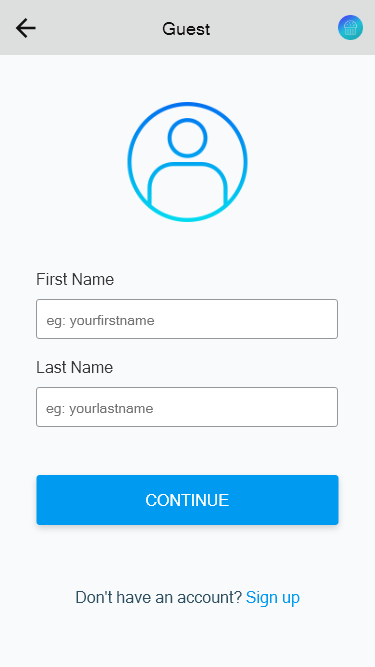 Guest
First Name
eg: yourfirstname
Last Name
eg: yourlastname
CONTINUE
Don't have an account? Sign up